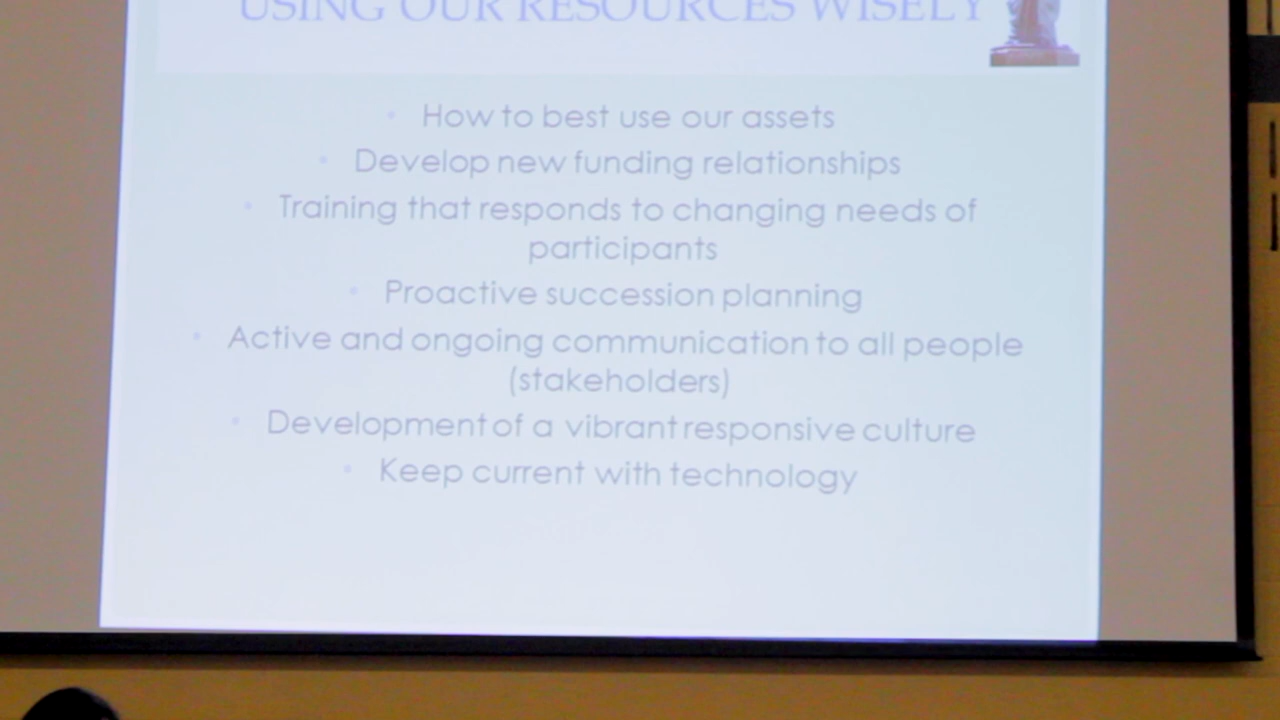 USING OUR RESOURCES WISELY
• How to best use our assets
• Develop new funding relationships
• Training that responds to changing needs of
participants
• Proactive succession planning
• Active and ongoing communication to all people
(stakeholders)
• Development of a vibrant responsive culture
• Keep current with technology